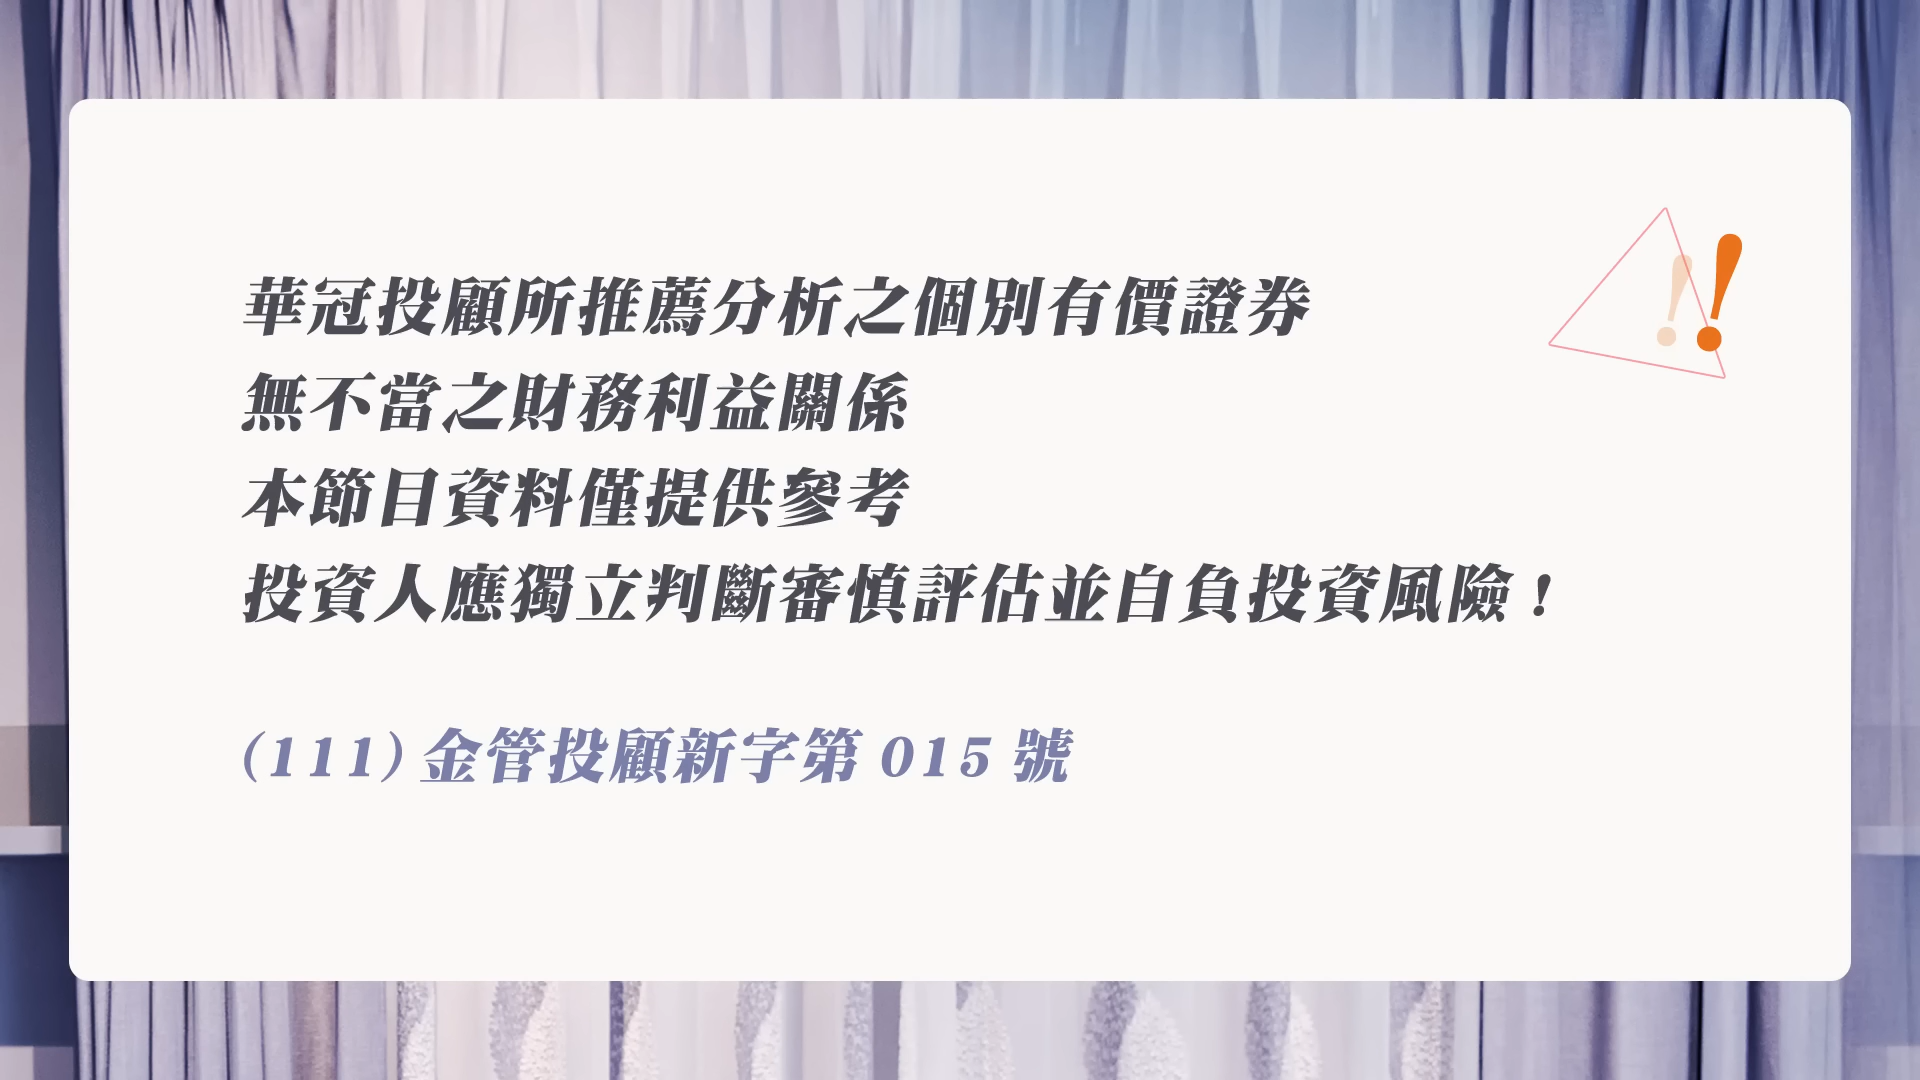 華冠投顧所推薦分析之個別有價證券
無不當之財務利益關係
本節目資料僅提供參考
投資人應獨立判斷審慎評估並自負投資風險！
(111) 金管投顧新字第 015 號